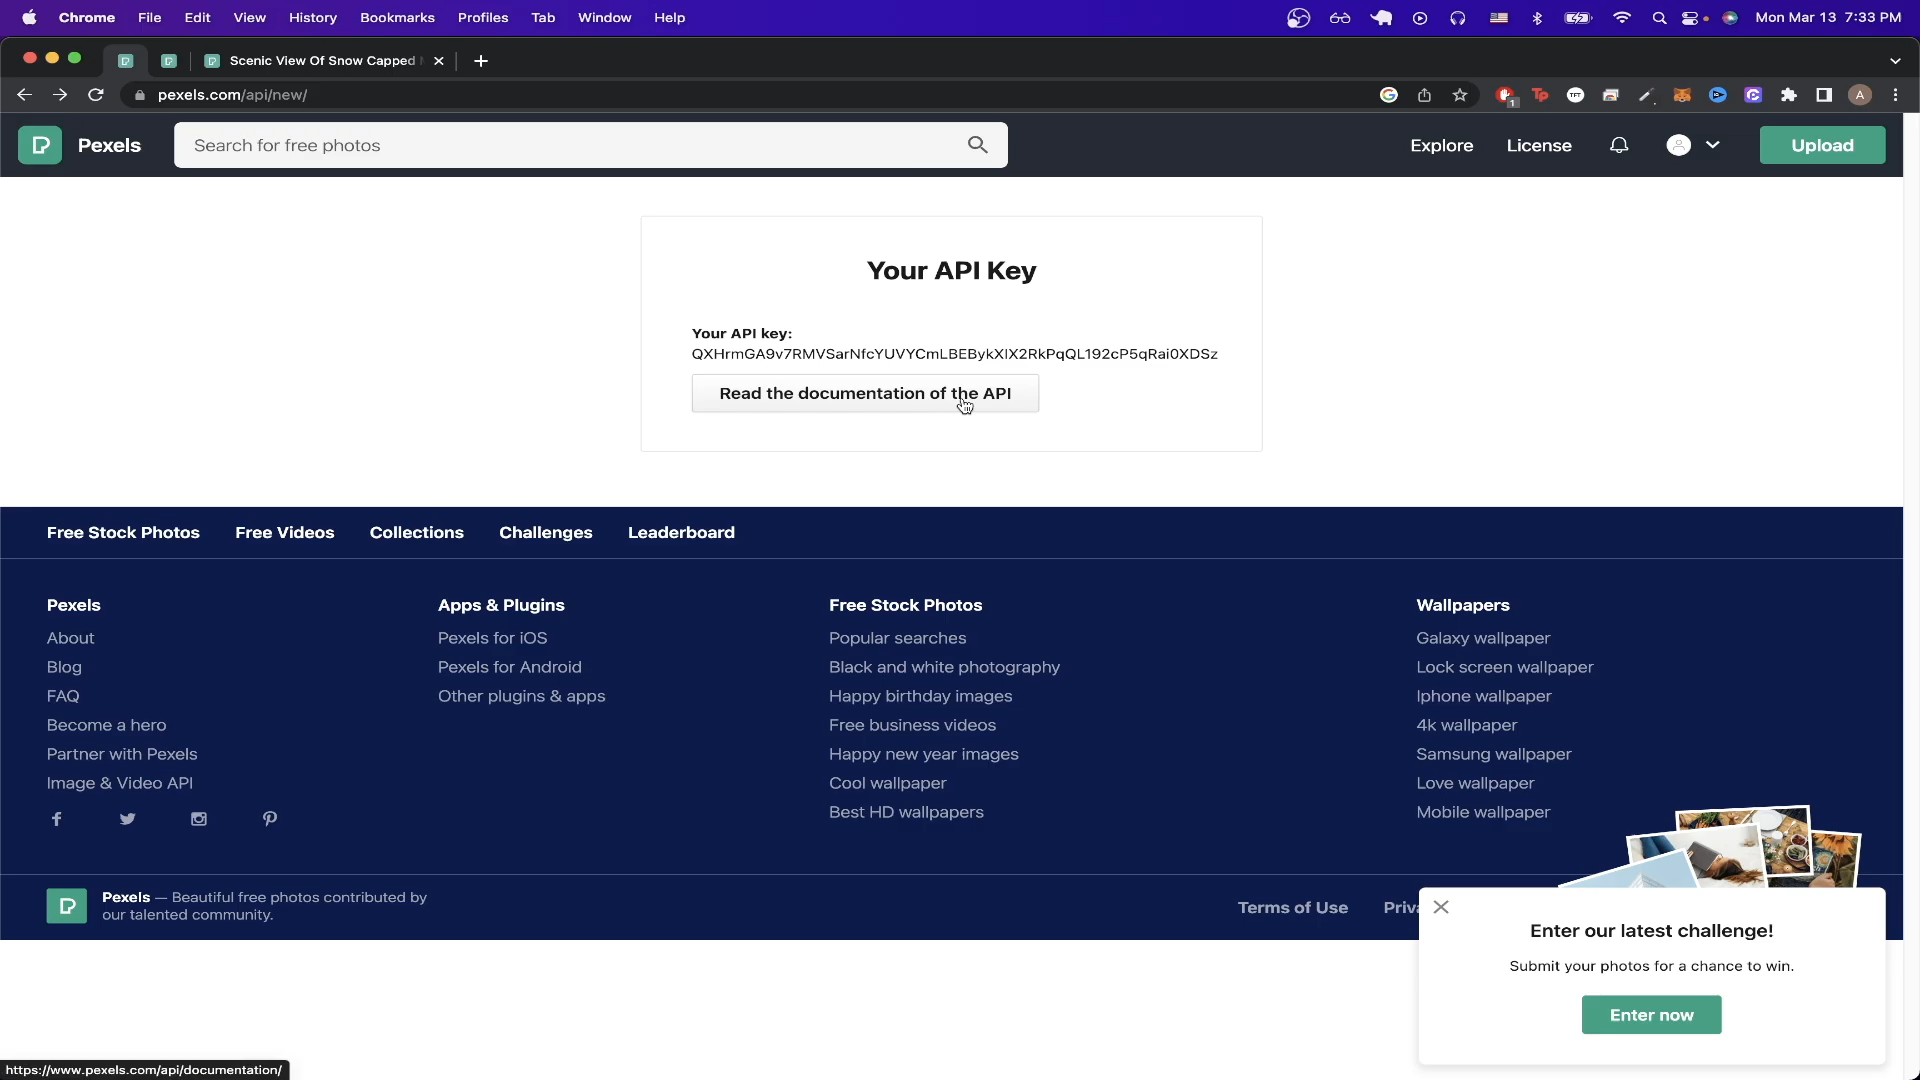 Chrome File Edit View History Bookmarks Profiles Tab Window Help Mon Mar 13 7:33 PM
Scenic View Of Snow Capped
pexels.com/api/new/
Pexels Search for free photos Explore License Upload
Your API Key
Your API key:
QXHrmGA9v7RMVSarNfcYUVYCmLBEBykXIX2RkPqQL192cP5qRai0XDSz
Read the documentation of the API
Free Stock Photos Free Videos Collections Challenges Leaderboard
Pexels
About
Blog
FAQ
Become a hero
Partner with Pexels
Image & Video API
Apps & Plugins
Pexels for iOS
Pexels for Android
Other plugins & apps
Free Stock Photos
Popular searches
Black and white photography
Happy birthday images
Free business videos
Happy new year images
Cool wallpaper
Best HD wallpapers
Wallpapers
Galaxy wallpaper
Lock screen wallpaper
Iphone wallpaper
4k wallpaper
Samsung wallpaper
Love wallpaper
Mobile wallpaper
Pexels — Beautiful free photos contributed by
our talented community.
Terms of Use Priva
Enter our latest challenge!
Submit your photos for a chance to win.
Enter now
https://www.pexels.com/api/documentation/